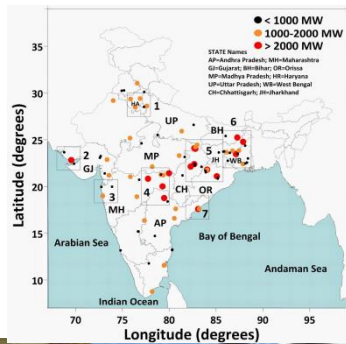 < 1000 MW
1000-2000 MW
> 2000 MW
STATE Names
AP=Andhra Pradesh; MH=Maharashtra
GJ=Gujarat; BH=Bihar; OR=Orissa
MP=Madhya Pradesh; HR=Haryana
UP=Uttar Pradesh; WB=West Bengal
CH=Chhattisgarh; JH=Jharkhand
35
30
25
20
15
10
Latitude (degrees)
HA
1
UP
BH
6
2
GJ
MP
5
JH
WB
3
MH
4
CH
OR
7
AP
Arabian Sea
Bay of Bengal
Andaman Sea
Indian Ocean
65 70 75 80 85 90 95
Longitude (degrees)